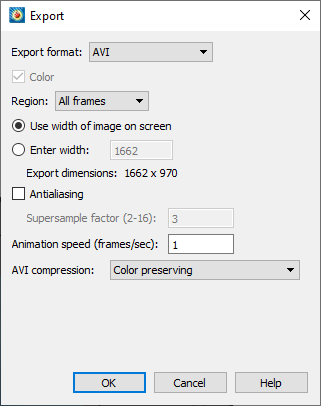 Export
Export format: AVI
Color
Region: All frames
Use width of image on screen
Enter width: 1662
Export dimensions: 1662 x 970
Antialiasing
Supersample factor (2-16): 3
Animation speed (frames/sec): 1
AVI compression: Color preserving
OK Cancel Help